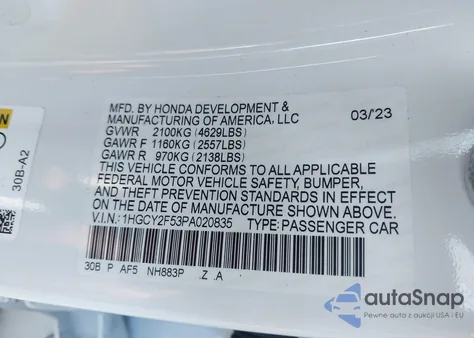 MFD. BY HONDA DEVELOPMENT &
MANUFACTURING OF AMERICA, LLC 03/'23
GVWR 2100KG (4629LBS)
GAWR F 1160KG (2557LBS)
GAWR R 970KG (2138LBS)
THIS VEHICLE CONFORMS TO ALL APPLICABLE
FEDERAL MOTOR VEHICLE SAFETY, BUMPER,
AND THEFT PREVENTION STANDARDS IN EFFECT
ON THE DATE OF MANUFACTURE SHOWN ABOVE.
V.I.N.: 1HGCY2F53PA020835 TYPE: PASSENGER CAR
30B P AF5 NH883P Z A
30B-A2
autoSnap
Pewne auta z aukcji USA i EU